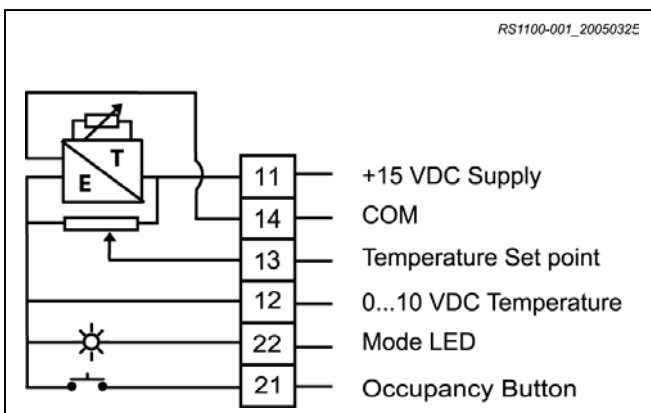 RS1100-001_20050325
T
E
11 +15 VDC Supply
14 COM
13 Temperature Set point
12 0...10 VDC Temperature
22 Mode LED
21 Occupancy Button